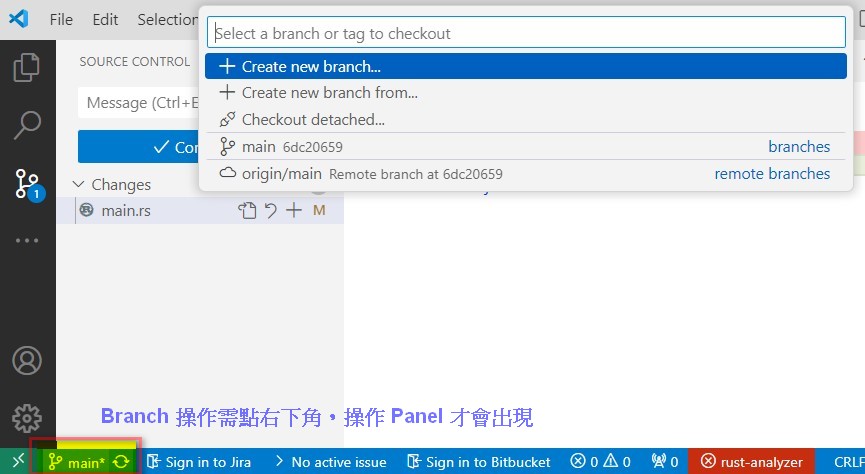 File Edit Selection
Select a branch or tag to checkout
Create new branch...
Create new branch from...
Checkout detached...
main 6dc20659 branches
origin/main Remote branch at 6dc20659 remote branches
SOURCE CONTROL
Message (Ctrl+E
Co
Changes
main.rs M
1
Branch 操作需點右下角，操作 Panel 才會出現
main* Sign in to Jira No active issue Sign in to Bitbucket 0 0 0 rust-analyzer CRLF